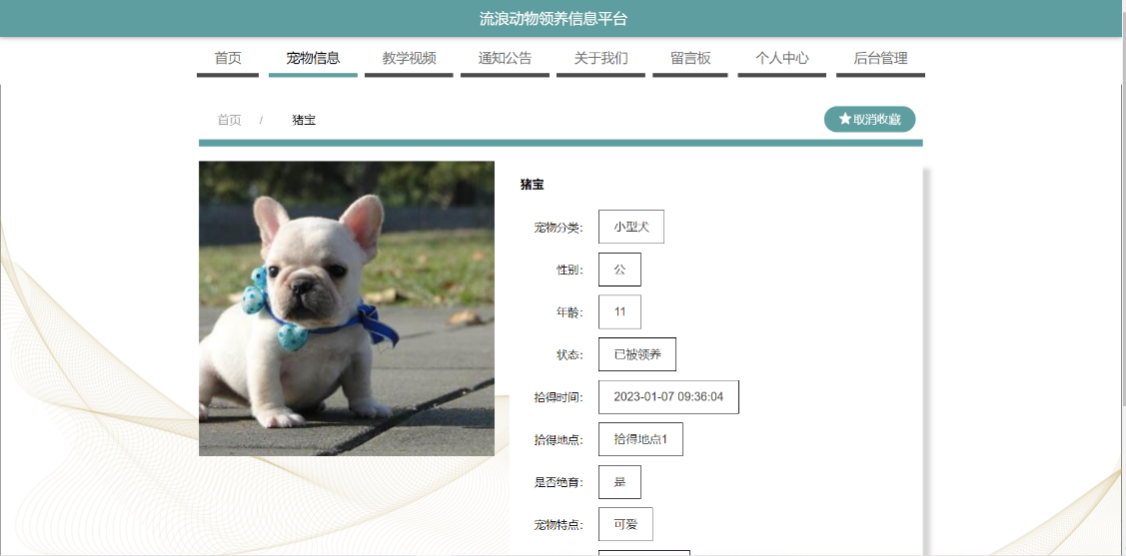 流浪动物领养信息平台
首页 宠物信息 教学视频 通知公告 关于我们 留言板 个人中心 后台管理
首页 / 猪宝 ★取消收藏
猪宝
宠物分类: 小型犬
性别: 公
年龄: 11
状态: 已被领养
拾得时间: 2023-01-07 09:36:04
拾得地点: 拾得地点1
是否绝育: 是
宠物特点: 可爱